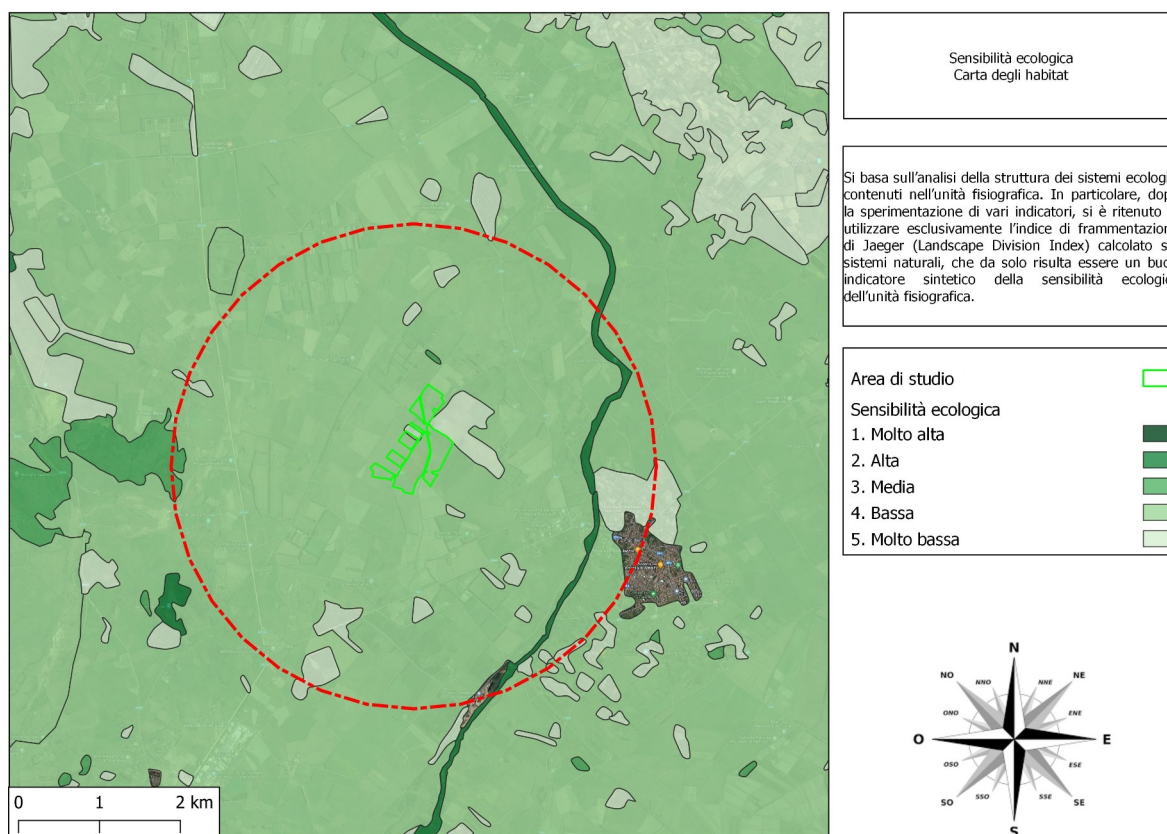 Sensibilità ecologica
Carta degli habitat
Si basa sull'analisi della struttura dei sistemi ecologi
contenuti nell'unità fisiografica. In particolare, dop
la sperimentazione di vari indicatori, si è ritenuto
utilizzare esclusivamente l'indice di frammentazion
di Jaeger (Landscape Division Index) calcolato s
sistemi naturali, che da solo risulta essere un buo
indicatore sintetico della sensibilità ecologic
dell'unità fisiografica.
Area di studio
Sensibilità ecologica
1. Molto alta
2. Alta
3. Media
4. Bassa
5. Molto bassa
N
NNO
NNE
NO
NE
ONO
ENE
O
E
OSO
ESE
SO
SE
SSO
SSE
S
0 1 2 km